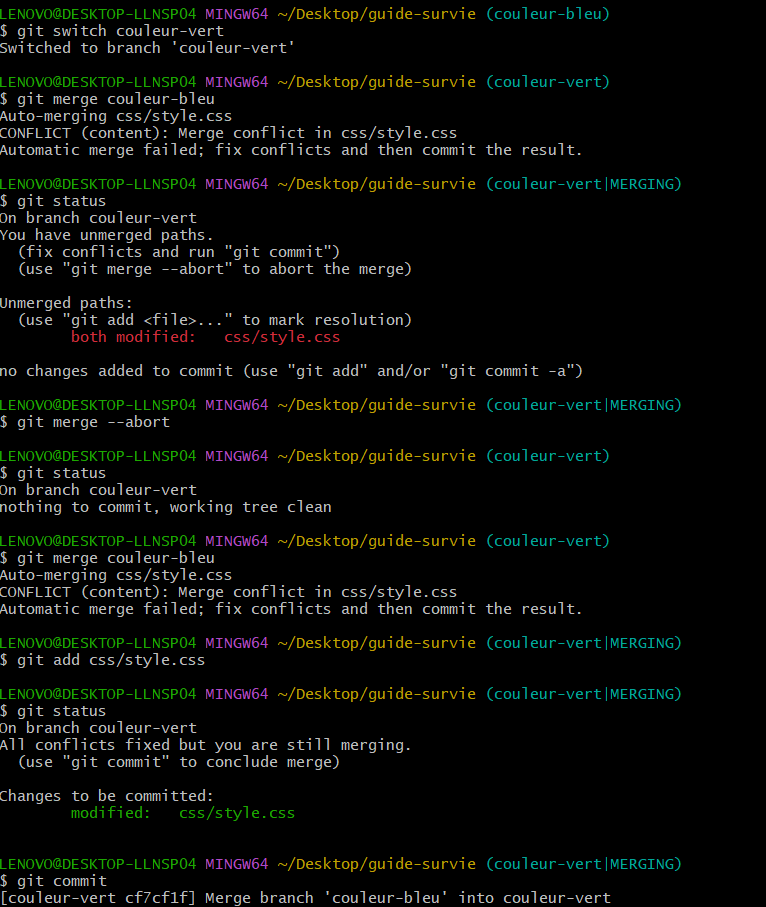 LENOVO@DESKTOP-LLNSPO4 MINGW64 ~/Desktop/guide-survie (couleur-bleu)
$ git switch couleur-vert
Switched to branch 'couleur-vert'
LENOVO@DESKTOP-LLNSPO4 MINGW64 ~/Desktop/guide-survie (couleur-vert)
$ git merge couleur-bleu
Auto-merging css/style.css
CONFLICT (content): Merge conflict in css/style.css
Automatic merge failed; fix conflicts and then commit the result.
LENOVO@DESKTOP-LLNSPO4 MINGW64 ~/Desktop/guide-survie (couleur-vert|MERGING)
$ git status
On branch couleur-vert
You have unmerged paths.
  (fix conflicts and run "git commit")
  (use "git merge --abort" to abort the merge)
Unmerged paths:
  (use "git add <file>..." to mark resolution)
        both modified:   css/style.css
no changes added to commit (use "git add" and/or "git commit -a")
LENOVO@DESKTOP-LLNSPO4 MINGW64 ~/Desktop/guide-survie (couleur-vert|MERGING)
$ git merge --abort
LENOVO@DESKTOP-LLNSPO4 MINGW64 ~/Desktop/guide-survie (couleur-vert)
$ git status
On branch couleur-vert
nothing to commit, working tree clean
LENOVO@DESKTOP-LLNSPO4 MINGW64 ~/Desktop/guide-survie (couleur-vert)
$ git merge couleur-bleu
Auto-merging css/style.css
CONFLICT (content): Merge conflict in css/style.css
Automatic merge failed; fix conflicts and then commit the result.
LENOVO@DESKTOP-LLNSPO4 MINGW64 ~/Desktop/guide-survie (couleur-vert|MERGING)
$ git add css/style.css
LENOVO@DESKTOP-LLNSPO4 MINGW64 ~/Desktop/guide-survie (couleur-vert|MERGING)
$ git status
On branch couleur-vert
All conflicts fixed but you are still merging.
  (use "git commit" to conclude merge)
Changes to be committed:
        modified:   css/style.css
LENOVO@DESKTOP-LLNSPO4 MINGW64 ~/Desktop/guide-survie (couleur-vert|MERGING)
$ git commit
[couleur-vert cf7cf1f] Merge branch 'couleur-bleu' into couleur-vert